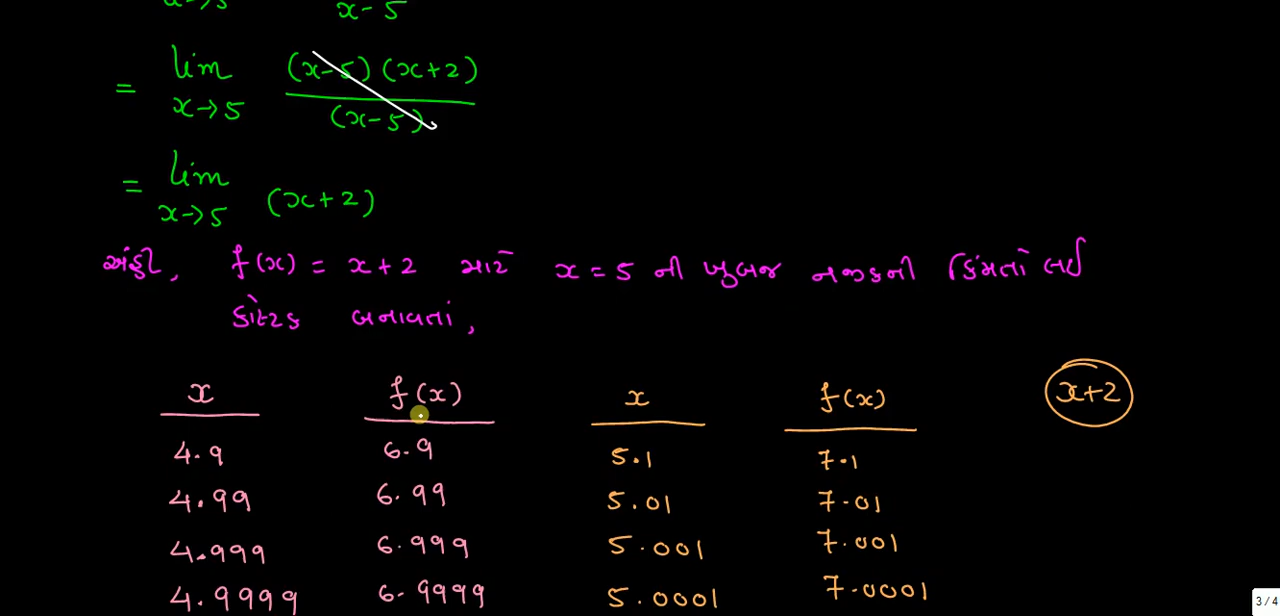 x→5 x-5
= lim x→5 (x-5)(x+2) / (x-5)
= lim x→5 (x+2)
અહીં, f(x) = x+2 માટે x = 5 ની ખુબજ નજીકની કિંમતો લઈ
કોષ્ટક બનાવતાં,
x f(x) x f(x) x+2
4.9 6.9 5.1 7.1
4.99 6.99 5.01 7.01
4.999 6.999 5.001 7.001
4.9999 6.9999 5.0001 7.0001
3/4